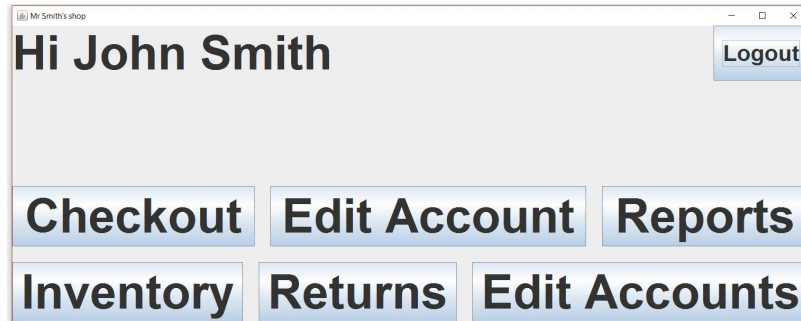 Mr Smith's shop
Hi John Smith
Logout
Checkout Edit Account Reports
Inventory Returns Edit Accounts